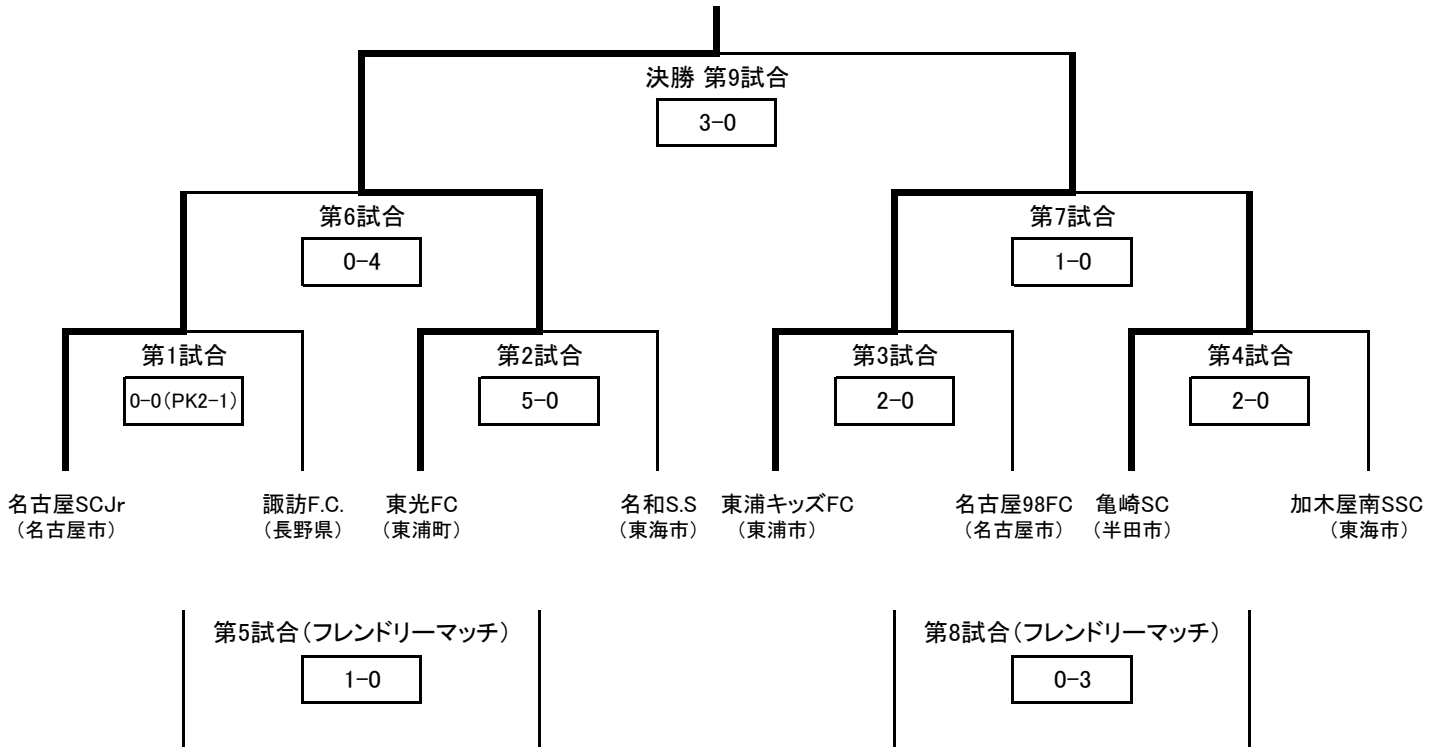 決勝 第9試合
3-0
第6試合
第7試合
0-4
1-0
第1試合
第2試合
第3試合
第4試合
0-0(PK2-1)
5-0
2-0
2-0
名古屋SCJr
諏訪F.C.
東光FC
名和S.S
東浦キッズFC
名古屋98FC
亀崎SC
加木屋南SSC
（名古屋市）
（長野県）
（東浦町）
（東海市）
（東浦市）
（名古屋市）
（半田市）
（東海市）
第5試合（フレンドリーマッチ）
第8試合（フレンドリーマッチ）
1-0
0-3